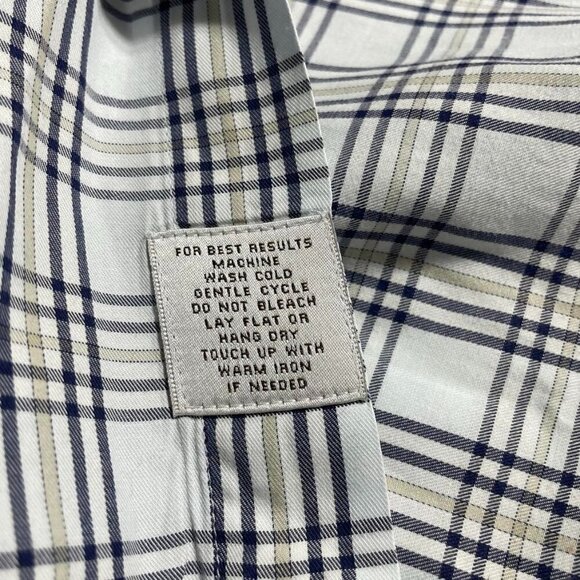 FOR BEST RESULTS
MACHINE
WASH COLD
GENTLE CYCLE
DO NOT BLEACH
LAY FLAT OR
HANG DRY
TOUCH UP WITH
WARM IRON
IF NEEDED